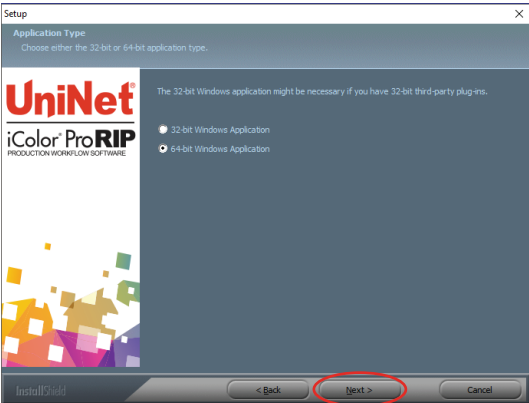 Setup
Application Type
Choose either the 32-bit or 64-bit application type.
UniNet®
iColor® ProRIP
PRODUCTION WORKFLOW SOFTWARE
The 32-bit Windows application might be necessary if you have 32-bit third-party plug-ins.
32-bit Windows Application
64-bit Windows Application
InstallShield
< Back
Next >
Cancel